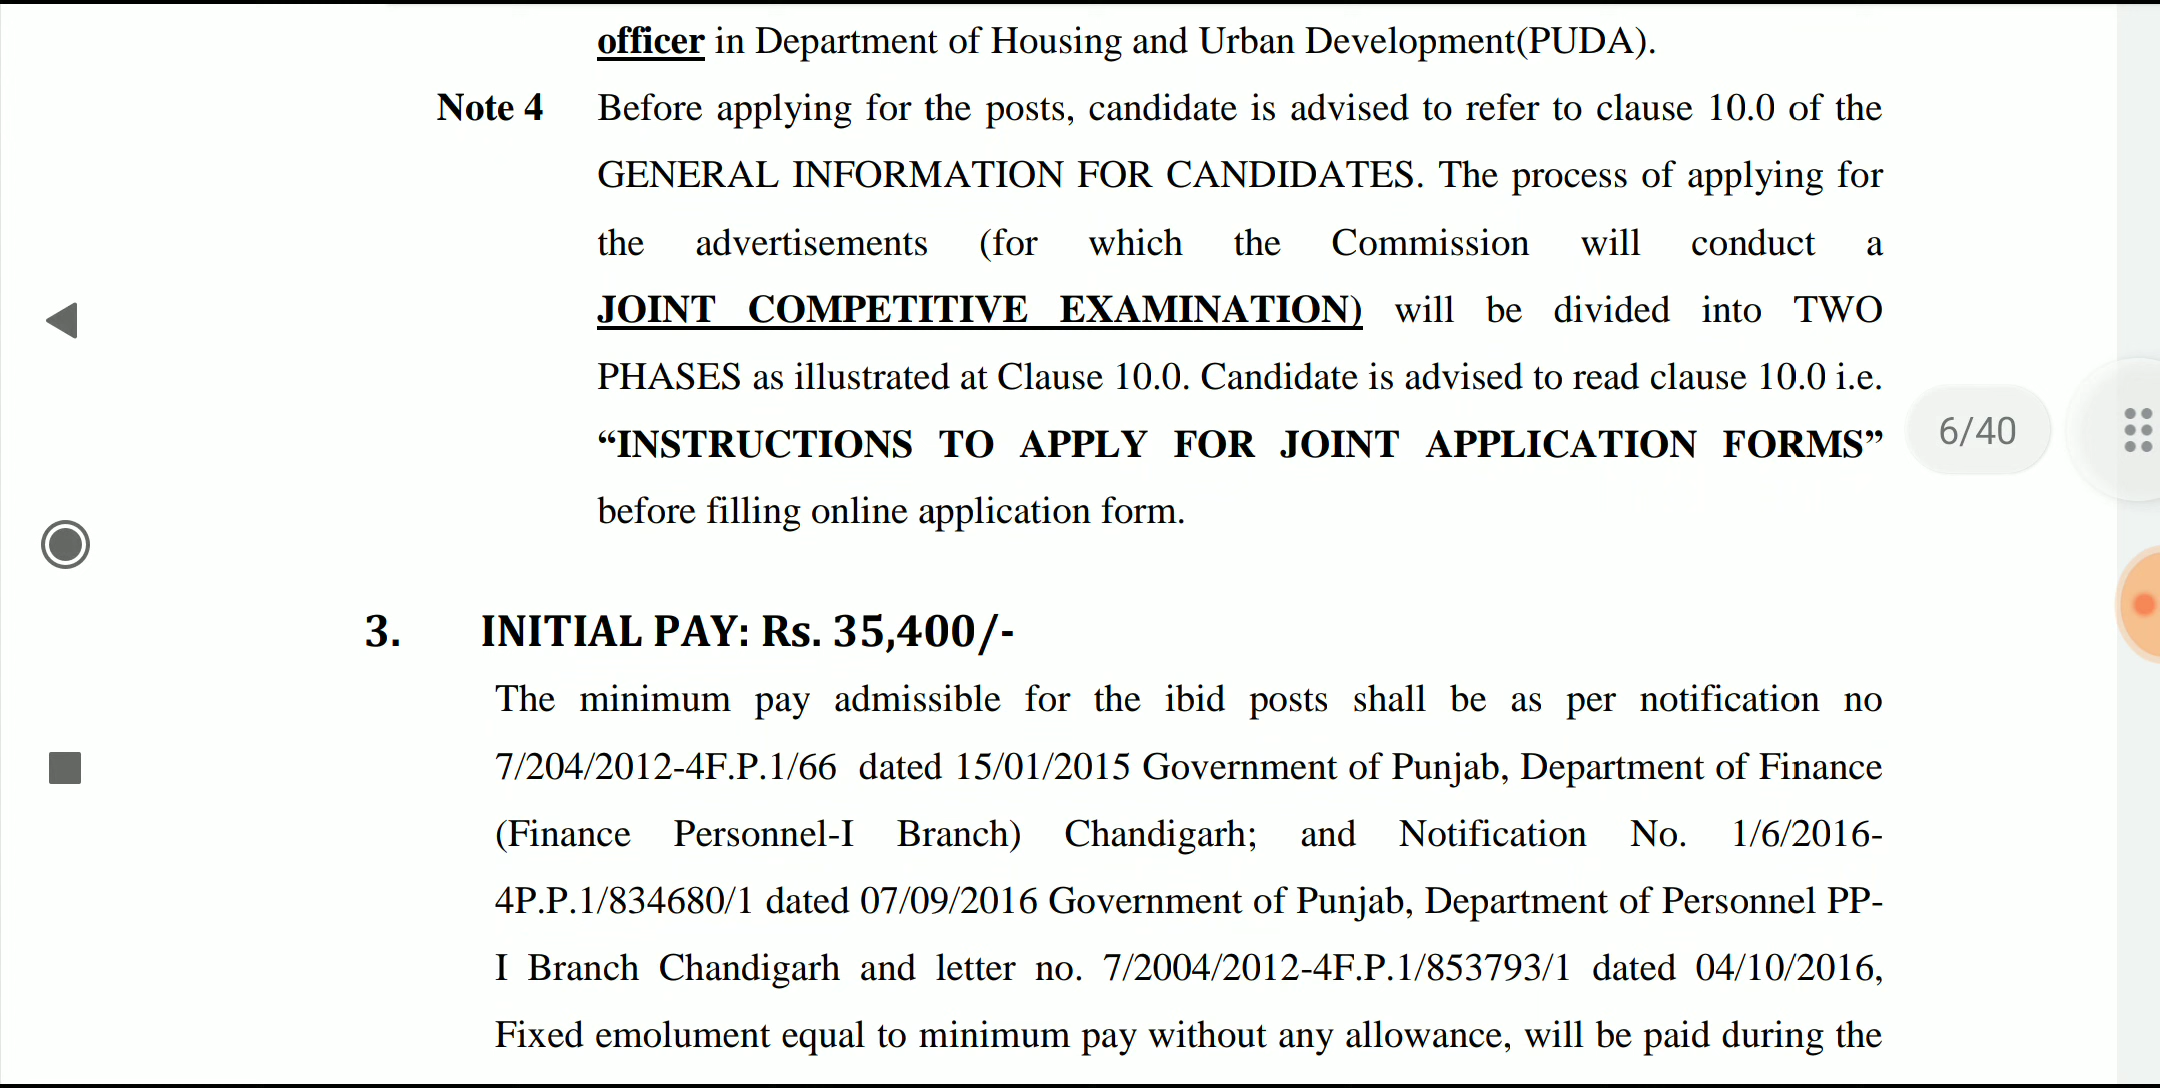 officer in Department of Housing and Urban Development(PUDA).
Note 4 Before applying for the posts, candidate is advised to refer to clause 10.0 of the
GENERAL INFORMATION FOR CANDIDATES. The process of applying for
the advertisements (for which the Commission will conduct a
JOINT COMPETITIVE EXAMINATION) will be divided into TWO
PHASES as illustrated at Clause 10.0. Candidate is advised to read clause 10.0 i.e.
“INSTRUCTIONS TO APPLY FOR JOINT APPLICATION FORMS”
6/40
before filling online application form.
3. INITIAL PAY: Rs. 35,400/-
The minimum pay admissible for the ibid posts shall be as per notification no
7/204/2012-4F.P.1/66 dated 15/01/2015 Government of Punjab, Department of Finance
(Finance Personnel-I Branch) Chandigarh; and Notification No. 1/6/2016-
4P.P.1/834680/1 dated 07/09/2016 Government of Punjab, Department of Personnel PP-
I Branch Chandigarh and letter no. 7/2004/2012-4F.P.1/853793/1 dated 04/10/2016,
Fixed emolument equal to minimum pay without any allowance, will be paid during the